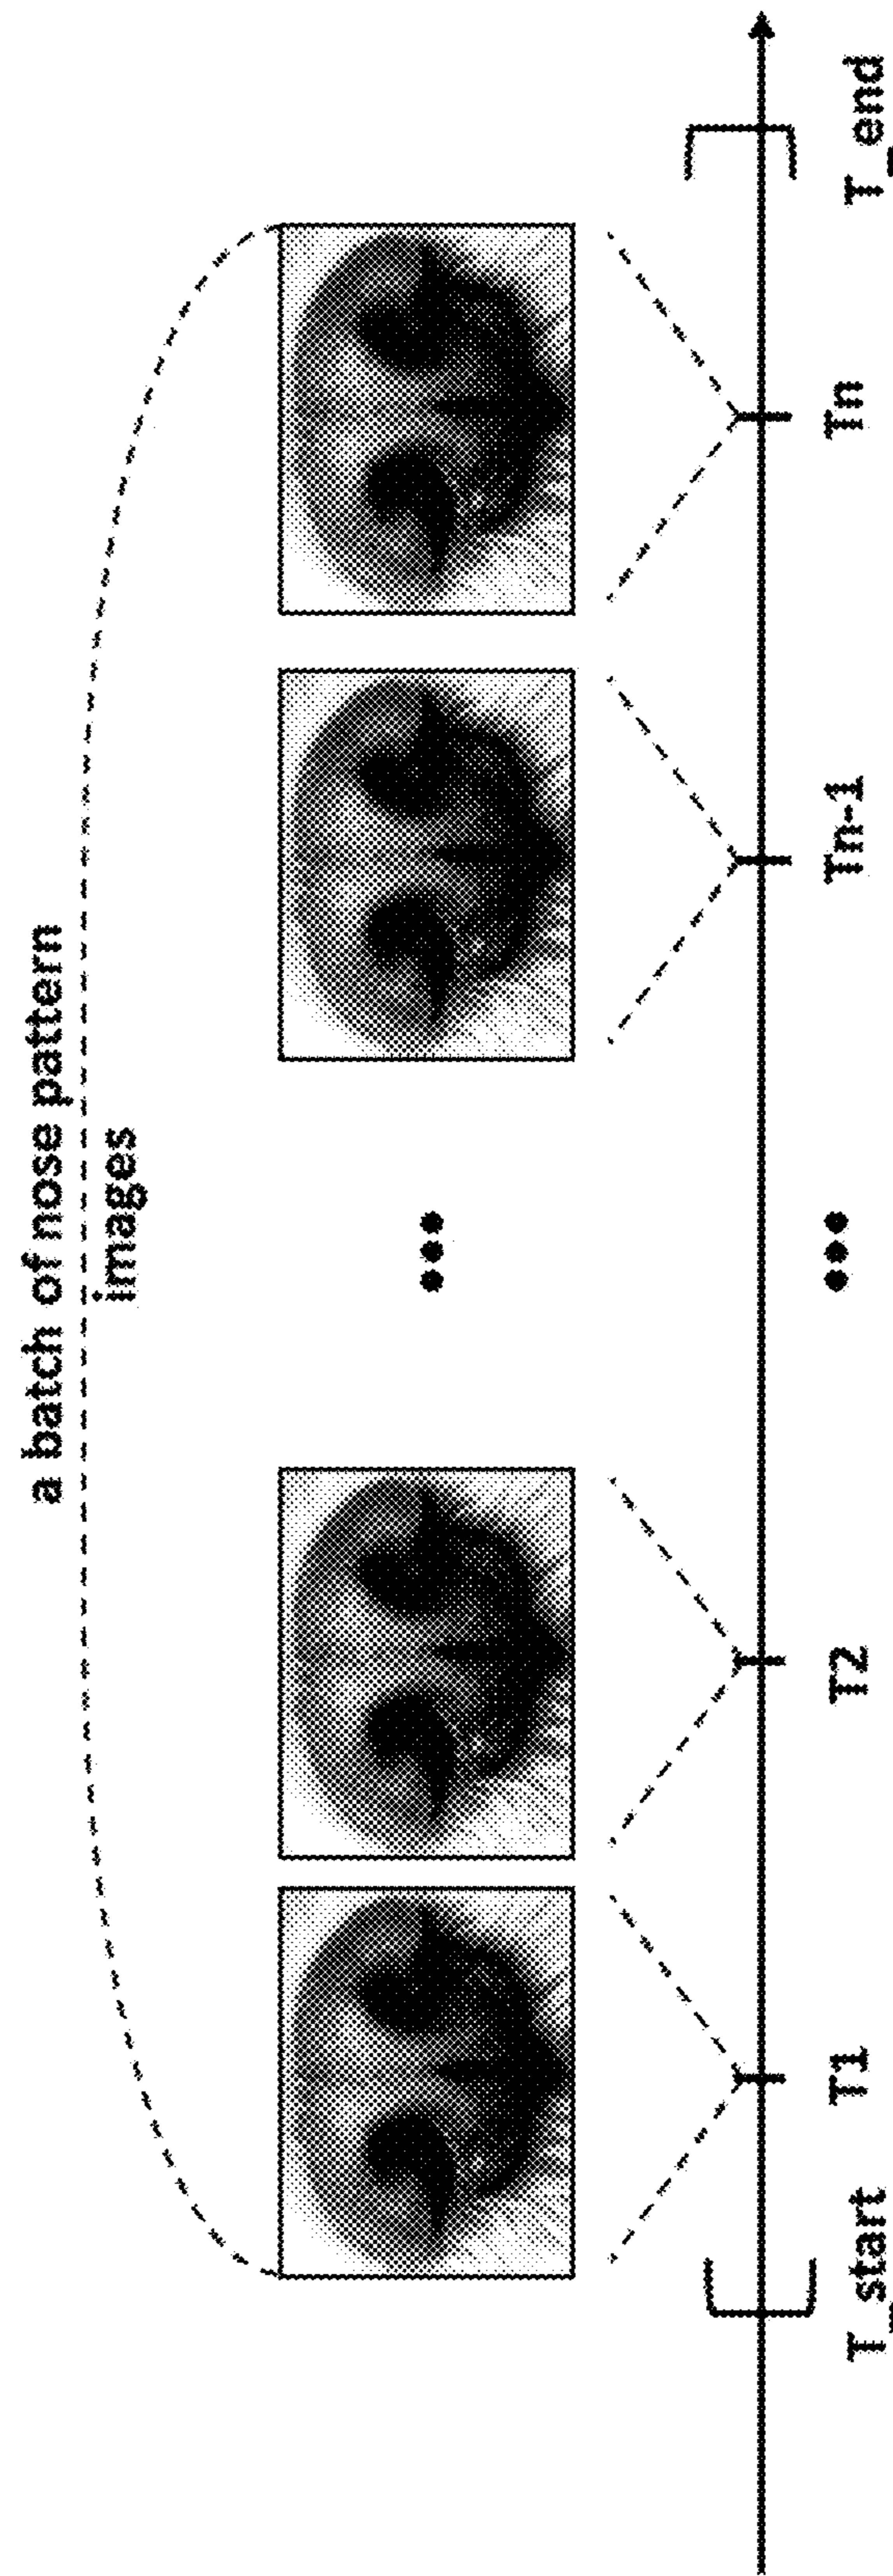 a batch of nose pattern
images
••• 
•••
T_start
T1
T2
Tn-1
Tn
T_end